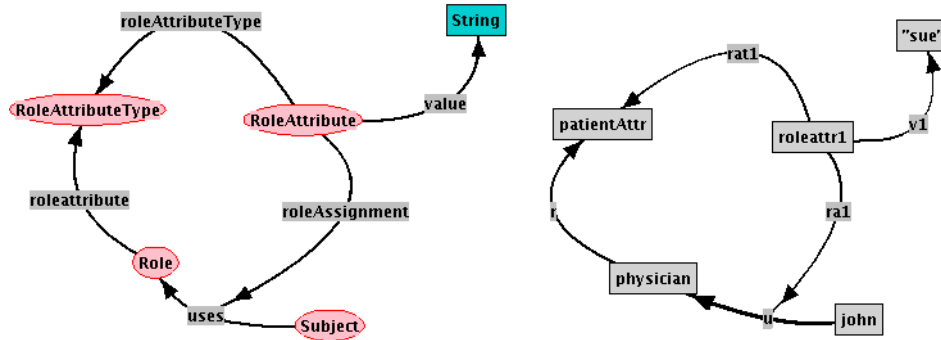 roleAttributeType
String
RoleAttributeType
RoleAttribute
value
roleattribute
roleAssignment
Role
uses
Subject
"sue"
rat1
patientAttr
roleattr1
v1
r
ra1
physician
u
john